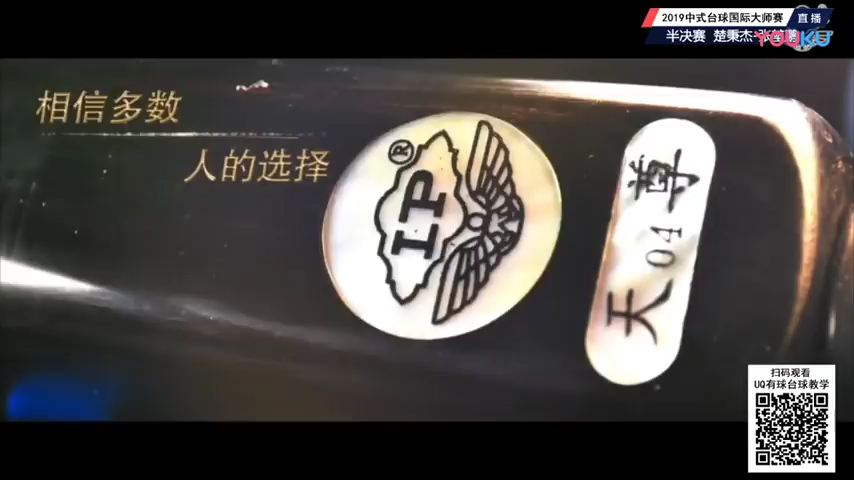 2019中式台球国际大师赛
直播
半决赛 楚秉杰
YOUKU
相信多数
人的选择
®
IP
天04尊
扫码观看
UQ有球台球教学